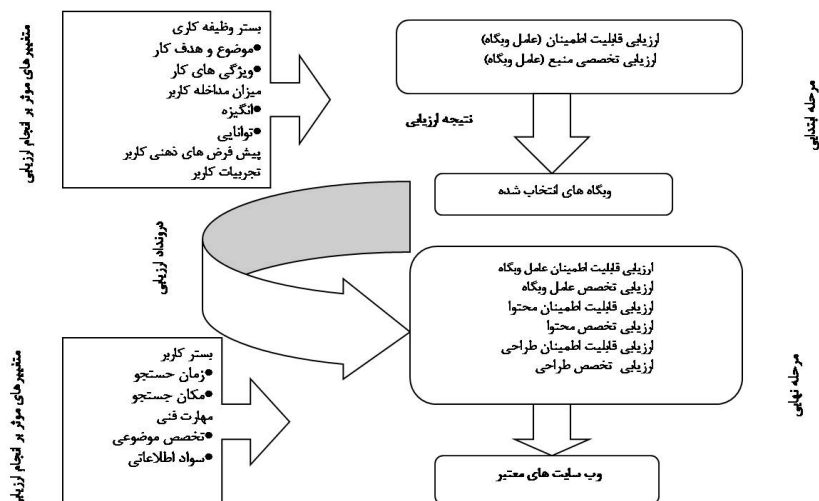 متغییرهای موثر بر انجام ارزیابی
بستر وظیفه کاری
●موضوع و هدف کار
●ویژگی های کار
میزان مداخله کاربر
●انگیزه
●توانایی
پیش فرض های ذهنی کاربر
تجربیات کاربر
ارزیابی قابلیت اطمینان (عامل وبگاه)
ارزیابی تخصصی منبع (عامل وبگاه)
مرحله ابتدایی
نتیجه ارزیابی
وبگاه های انتخاب شده
درونداد ارزیابی
ارزیابی قابلیت اطمینان عامل وبگاه
ارزیابی تخصص عامل وبگاه
ارزیابی قابلیت اطمینان محتوا
ارزیابی تخصص محتوا
ارزیابی قابلیت اطمینان طراحی
ارزیابی تخصص طراحی
مرحله نهایی
متغییرهای موثر بر انجام ارزیابی
بستر کاربر
●زمان جستجو
●مکان جستجو
مهارت فنی
●تخصص موضوعی
●سواد اطلاعاتی
وب سایت های معتبر